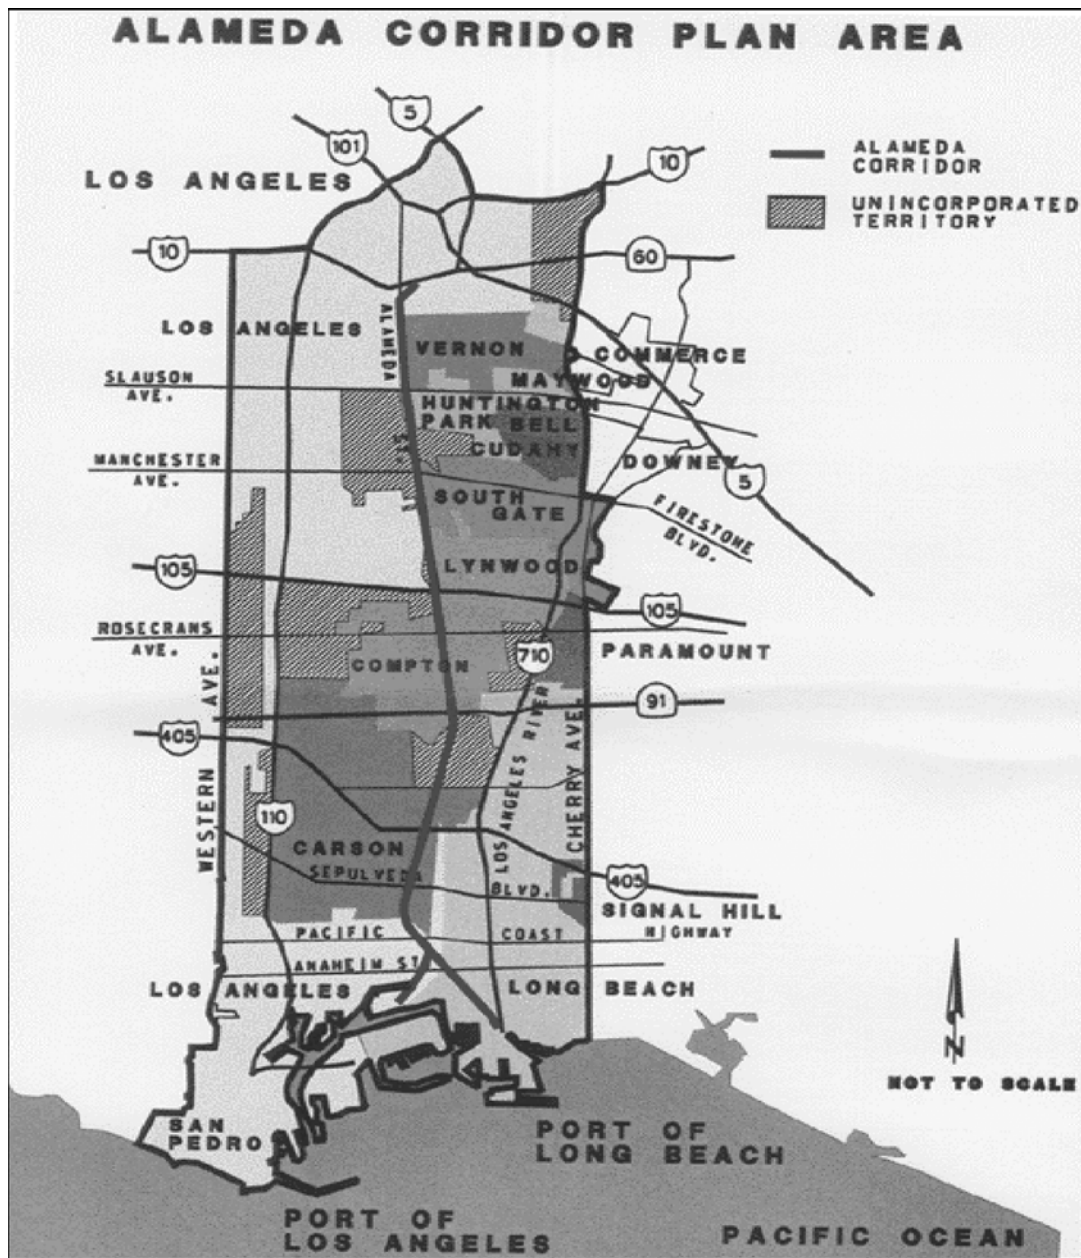 ALAMEDA CORRIDOR PLAN AREA
5
101
10
LOS ANGELES
ALAMEDA
CORRIDOR
UNINCORPORATED
TERRITORY
10
60
LOS ANGELES
ALAMEDA
ST.
VERNON
COMMERCE
MAYWOOD
SLAUSON
AVE.
HUNTINGTON
PARK
BELL
CUDAHY
MANCHESTER
AVE.
DOWNEY
5
SOUTH
GATE
FIRESTONE
BLVD.
LYNWOOD
105
105
ROSECRANS
AVE.
COMPTON
710
PARAMOUNT
91
405
WESTERN AVE.
LOS ANGELES RIVER
CHERRY AVE.
110
CARSON
SEPULVEDA
BLVD.
405
SIGNAL HILL
PACIFIC COAST HIGHWAY
ANAHEIM ST
LOS ANGELES
LONG BEACH
N
NOT TO SCALE
SAN
PEDRO
PORT OF
LONG BEACH
PORT OF
LOS ANGELES
PACIFIC OCEAN